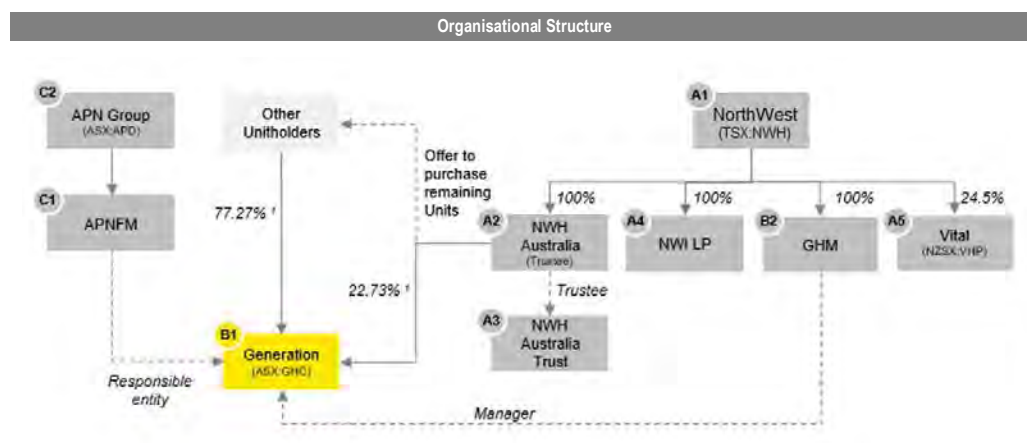 Organisational Structure
C2
APN Group
(ASX:APD)
Other
Unitholders
A1
NorthWest
(TSX:NWH)
Offer to
purchase
remaining
Units
C1
APNFM
77.27% ¹
100%
100%
100%
24.5%
A2
NWH
Australia
(Trustee)
A4
NWI LP
B2
GHM
A5
Vital
(NZSX:VHP)
22.73% ¹
Trustee
A3
NWH
Australia
Trust
B1
Generation
(ASX:GHC)
Responsible
entity
Manager